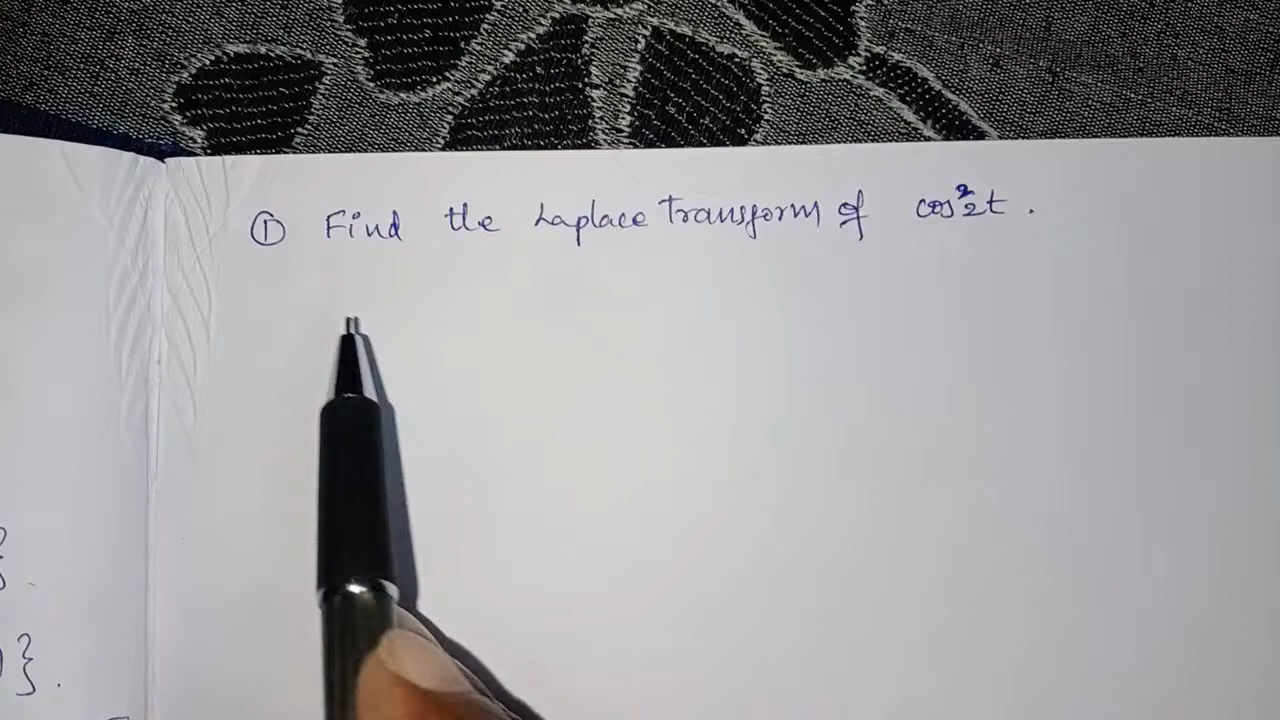 ① Find the Laplace Transform of cos²2t .
}.
)}.